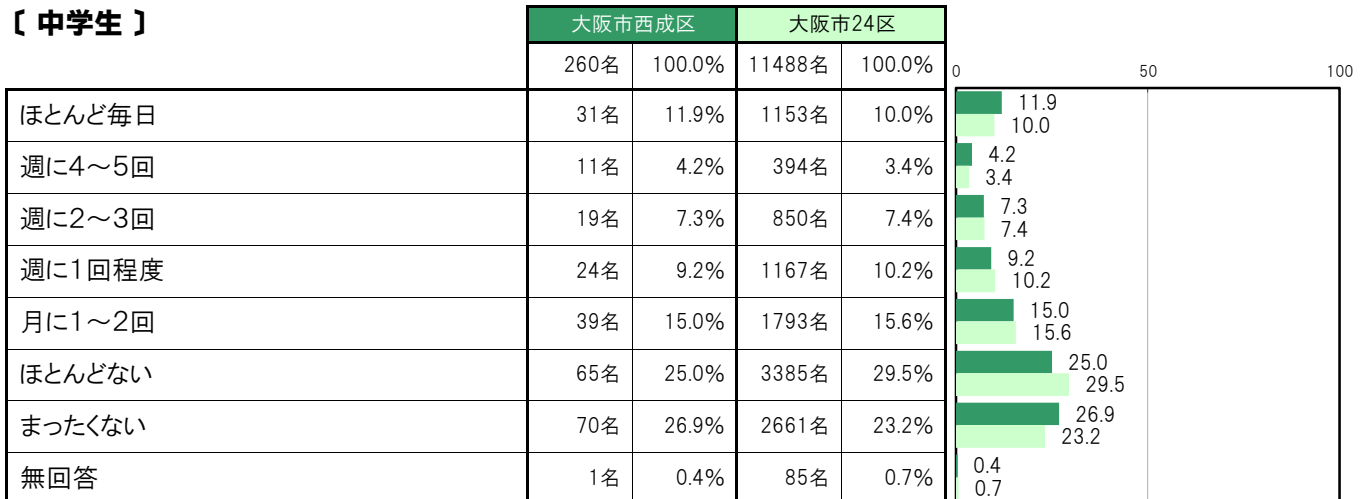 〔 中学生 〕
大阪市西成区 大阪市24区
260名 100.0% 11488名 100.0%
0 50 100
ほとんど毎日 31名 11.9% 1153名 10.0%
11.9
10.0
週に4～5回 11名 4.2% 394名 3.4%
4.2
3.4
週に2～3回 19名 7.3% 850名 7.4%
7.3
7.4
週に1回程度 24名 9.2% 1167名 10.2%
9.2
10.2
月に1～2回 39名 15.0% 1793名 15.6%
15.0
15.6
ほとんどない 65名 25.0% 3385名 29.5%
25.0
29.5
まったくない 70名 26.9% 2661名 23.2%
26.9
23.2
無回答 1名 0.4% 85名 0.7%
0.4
0.7